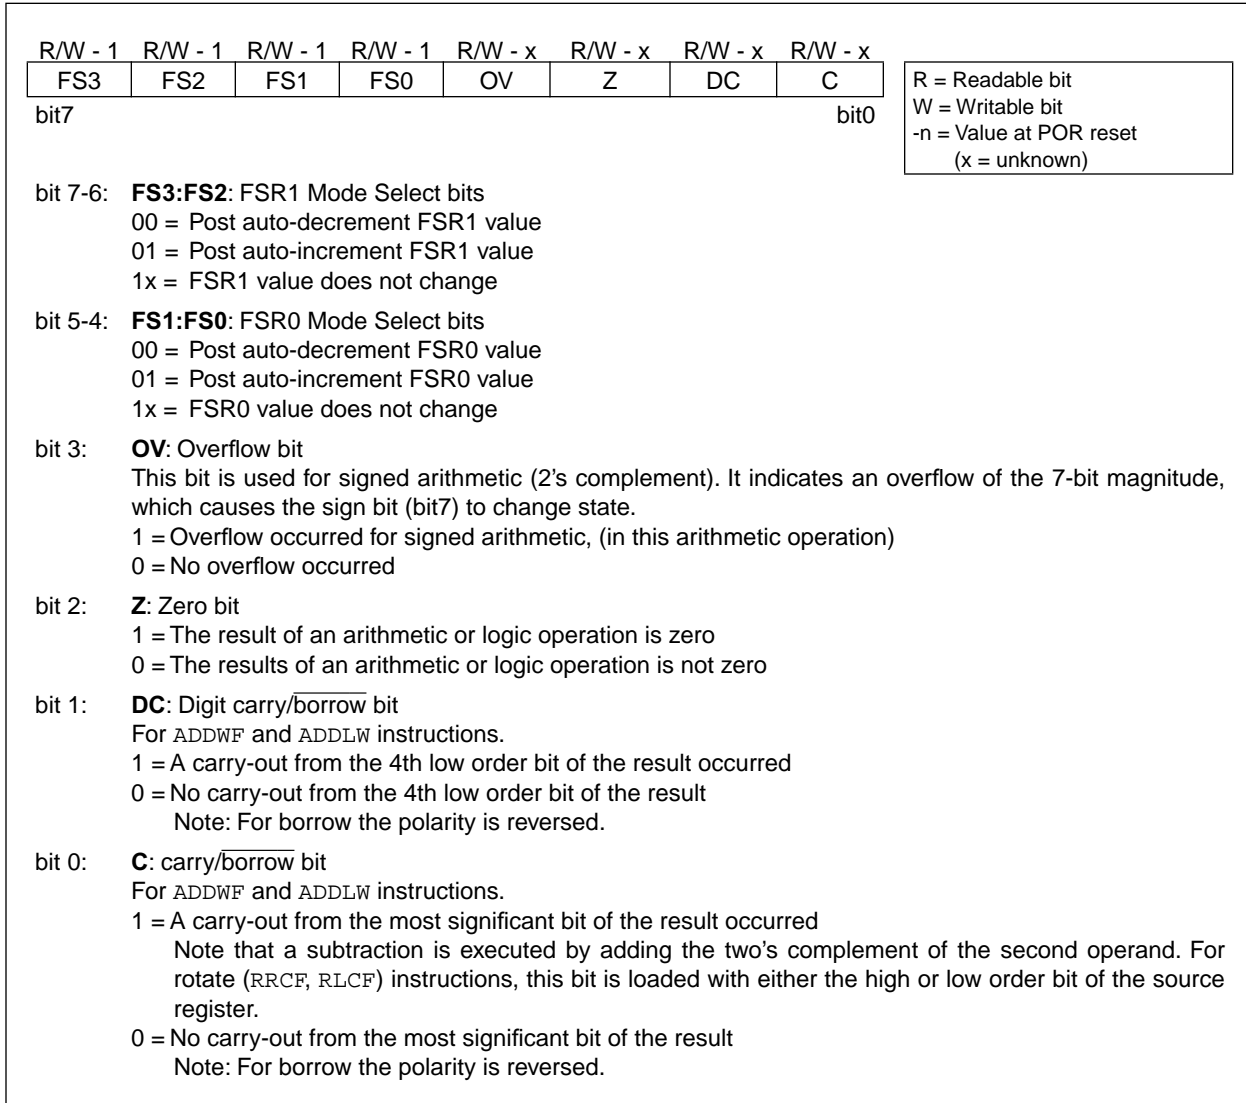 R/W - 1 R/W - 1 R/W - 1 R/W - 1 R/W - x R/W - x R/W - x R/W - x
FS3 FS2 FS1 FS0 OV Z DC C
bit7 bit0
R = Readable bit
W = Writable bit
-n = Value at POR reset
(x = unknown)
bit 7-6: FS3:FS2: FSR1 Mode Select bits
00 = Post auto-decrement FSR1 value
01 = Post auto-increment FSR1 value
1x = FSR1 value does not change
bit 5-4: FS1:FS0: FSR0 Mode Select bits
00 = Post auto-decrement FSR0 value
01 = Post auto-increment FSR0 value
1x = FSR0 value does not change
bit 3: OV: Overflow bit
This bit is used for signed arithmetic (2's complement). It indicates an overflow of the 7-bit magnitude,
which causes the sign bit (bit7) to change state.
1 = Overflow occurred for signed arithmetic, (in this arithmetic operation)
0 = No overflow occurred
bit 2: Z: Zero bit
1 = The result of an arithmetic or logic operation is zero
0 = The results of an arithmetic or logic operation is not zero
bit 1: DC: Digit carry/borrow bit
For ADDWF and ADDLW instructions.
1 = A carry-out from the 4th low order bit of the result occurred
0 = No carry-out from the 4th low order bit of the result
Note: For borrow the polarity is reversed.
bit 0: C: carry/borrow bit
For ADDWF and ADDLW instructions.
1 = A carry-out from the most significant bit of the result occurred
Note that a subtraction is executed by adding the two's complement of the second operand. For
rotate (RRCF, RLCF) instructions, this bit is loaded with either the high or low order bit of the source
register.
0 = No carry-out from the most significant bit of the result
Note: For borrow the polarity is reversed.